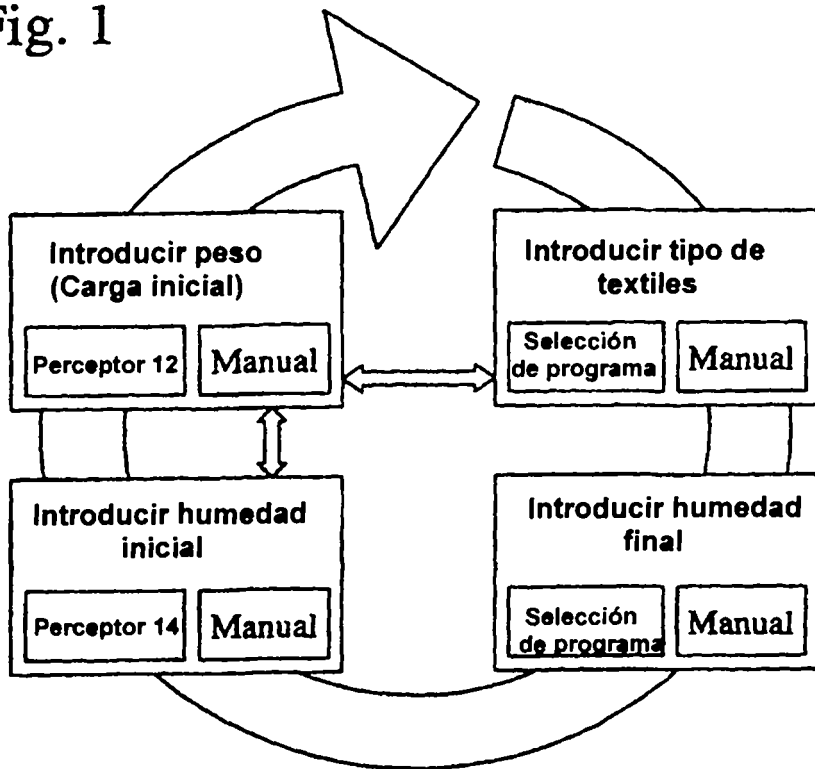 Fig. 1
Introducir peso
(Carga inicial)
Perceptor 12
Manual
Introducir tipo de
textiles
Selección
de programa
Manual
Introducir humedad
inicial
Perceptor 14
Manual
Introducir humedad
final
Selección
de programa
Manual